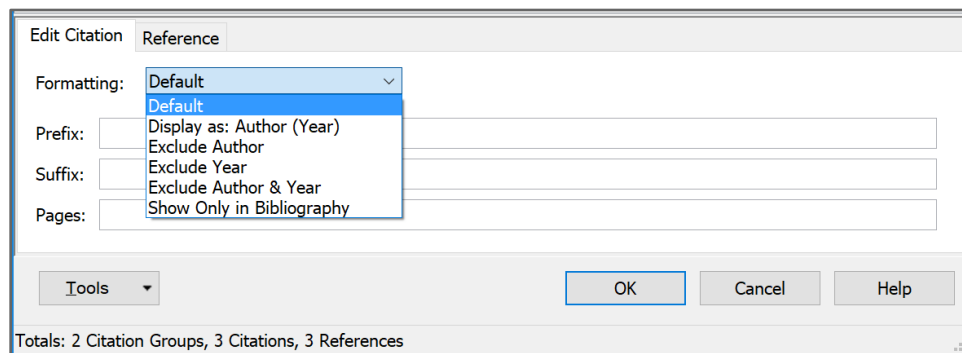 Edit Citation Reference
Formatting: Default
Default
Display as: Author (Year)
Prefix:
Exclude Author
Exclude Year
Suffix:
Exclude Author & Year
Show Only in Bibliography
Pages:
Tools OK Cancel Help
Totals: 2 Citation Groups, 3 Citations, 3 References